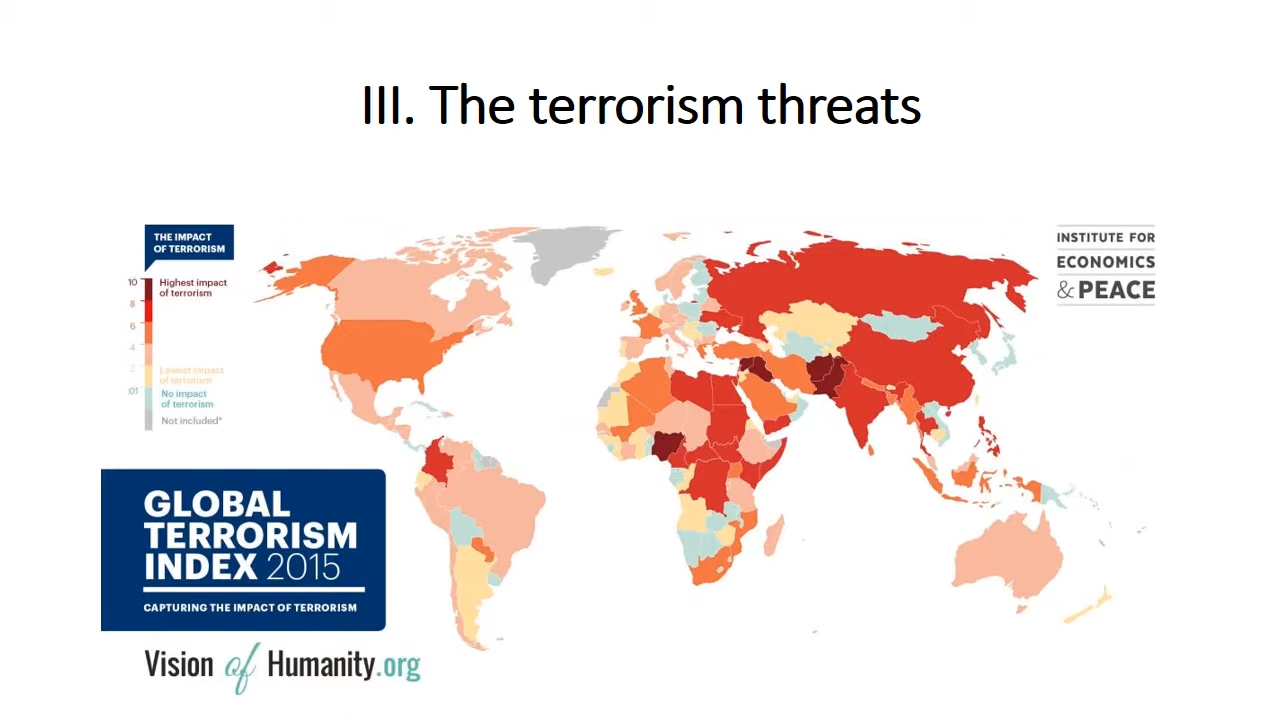 III. The terrorism threats
THE IMPACT
OF TERRORISM
10
Highest impact
of terrorism
8
6
4
2
Lowest impact
of terrorism
.01
No impact
of terrorism
Not included*
INSTITUTE FOR
ECONOMICS
& PEACE
GLOBAL
TERRORISM
INDEX 2015
CAPTURING THE IMPACT OF TERRORISM
Vision of Humanity.org